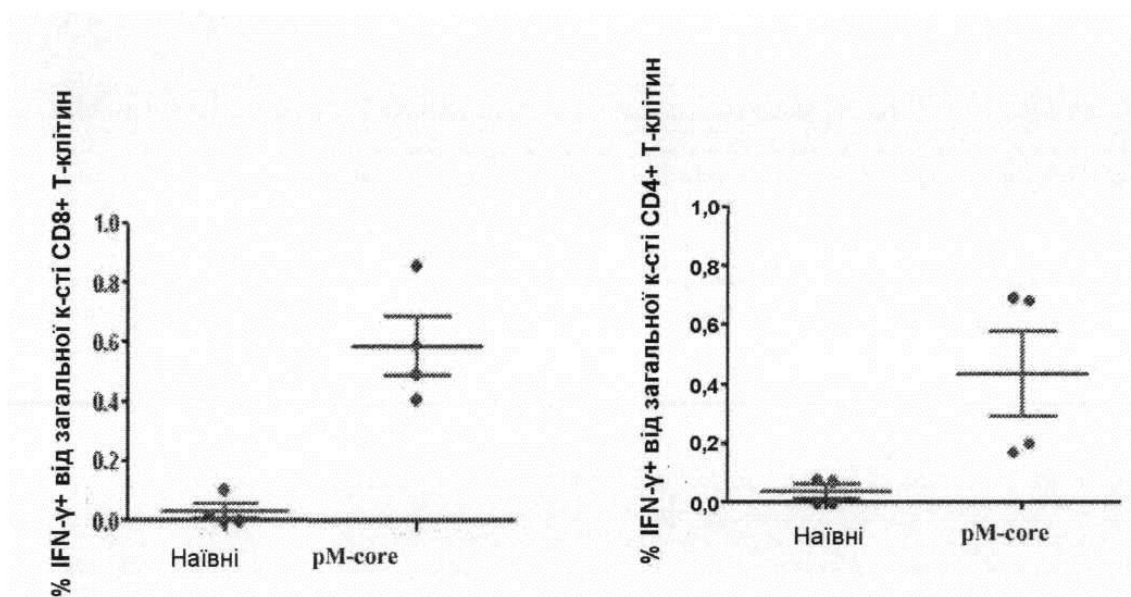 % IFN-γ+ від загальної к-сті CD8+ Т-клітин
1.0
0.8
0.6
0.4
0.2
0.0
Наївні
pM-core
% IFN-γ+ від загальної к-сті CD4+ Т-клітин
1,0
0,8
0,6
0,4
0,2
0,0
Наївні
pM-core